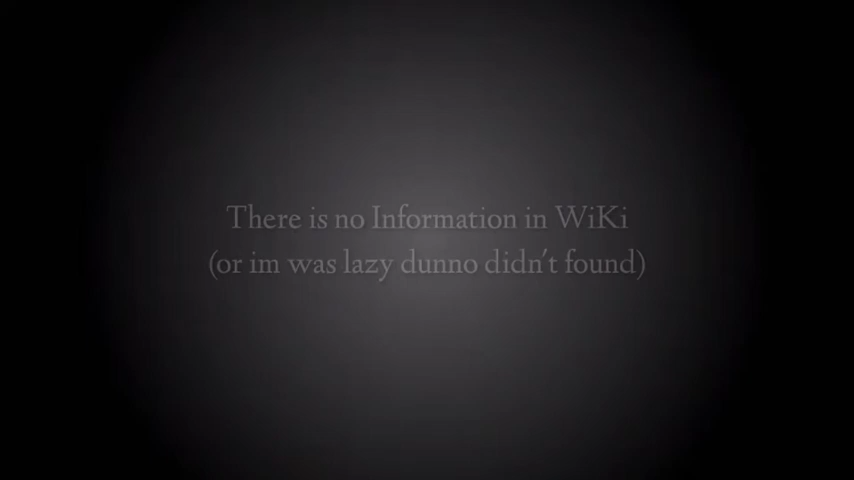 There is no Information in WiKi
(or im was lazy dunno didn't found)